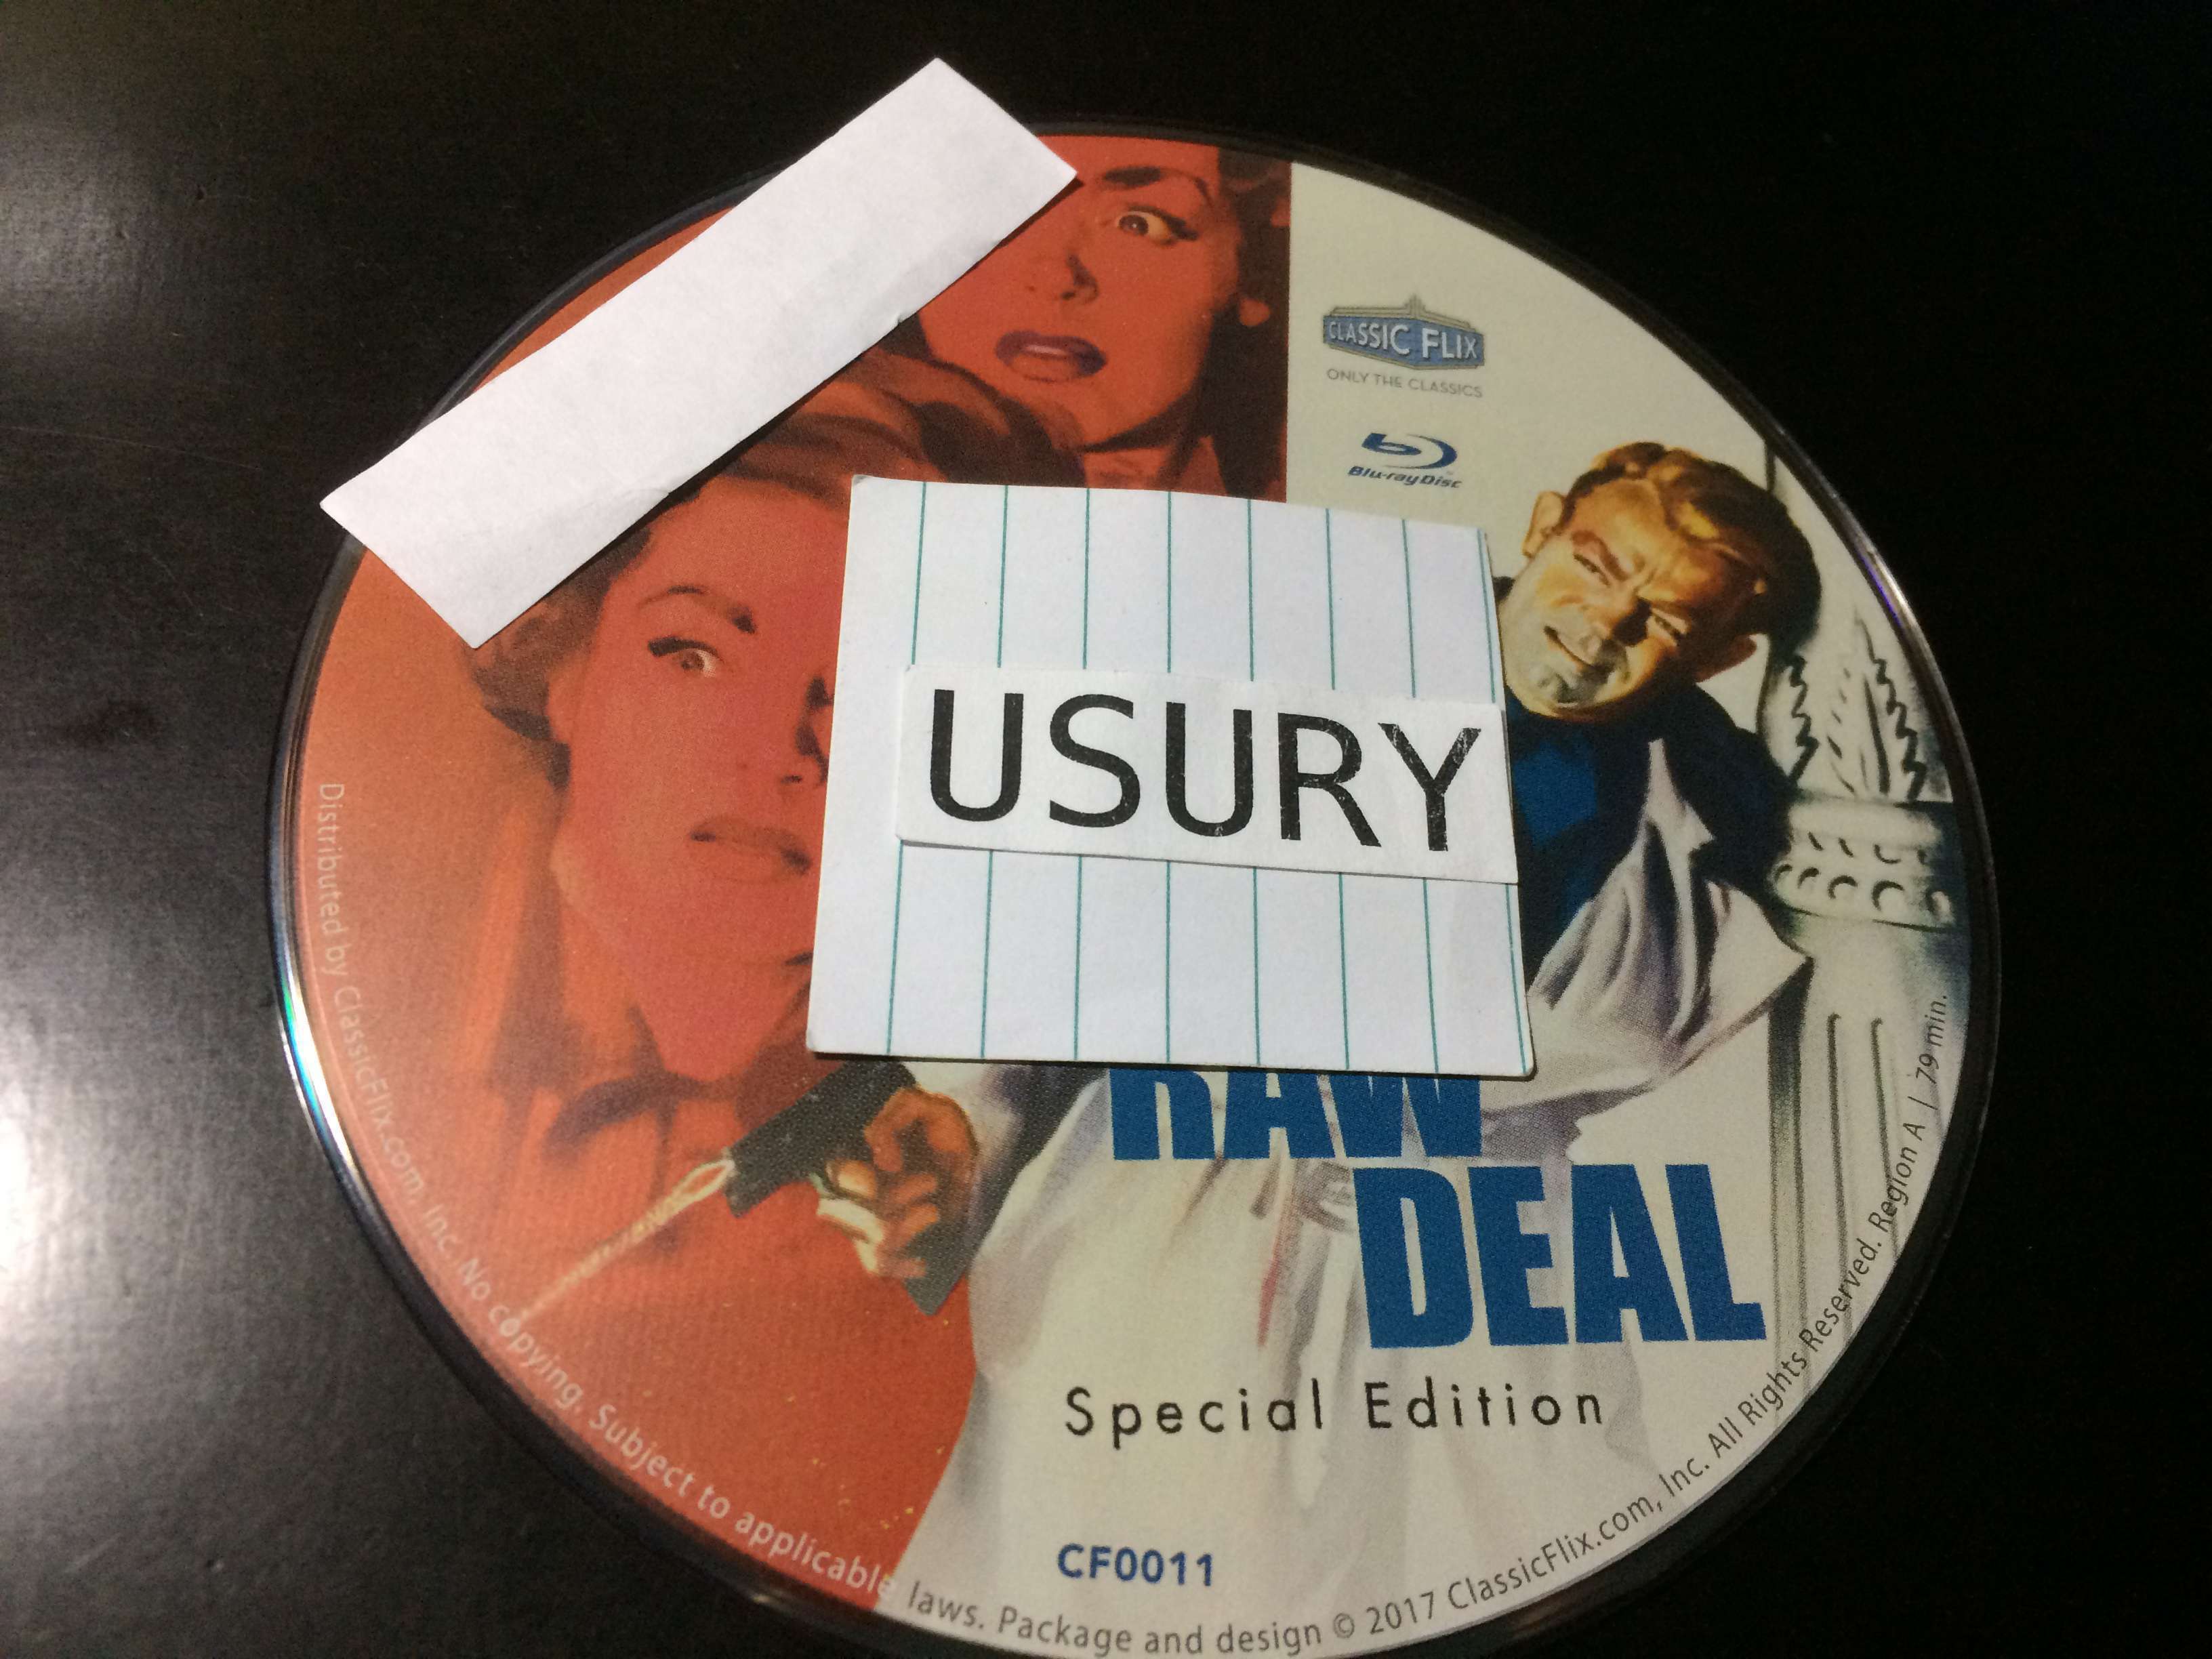 CLASSIC FLIX
ONLY THE CLASSICS
Blu-ray Disc
USURY
RAW
DEAL
Special Edition
CF0011
Distributed by ClassicFlix.com, Inc. No copying. Subject to applicable laws. Package and design © 2017 ClassicFlix.com, Inc. All Rights Reserved. Region A | 79 min.